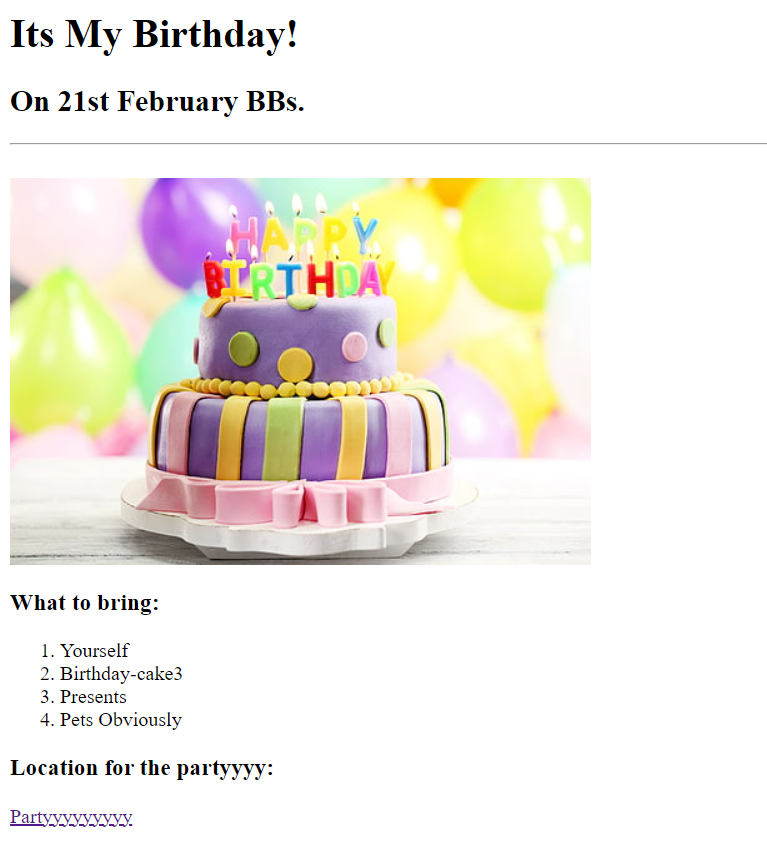 Its My Birthday!
On 21st February BBs.
HAPPY
BIRTHDAY
What to bring:
1. Yourself
2. Birthday-cake3
3. Presents
4. Pets Obviously
Location for the partyyyy:
Partyyyyyyyyyy